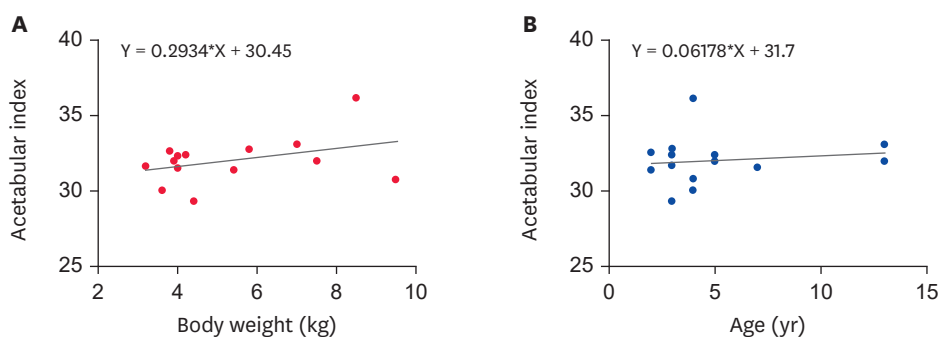 A
Y = 0.2934*X + 30.45
40
35
30
25
Acetabular index
2 4 6 8 10
Body weight (kg)
B
Y = 0.06178*X + 31.7
40
35
30
25
Acetabular index
0 5 10 15
Age (yr)